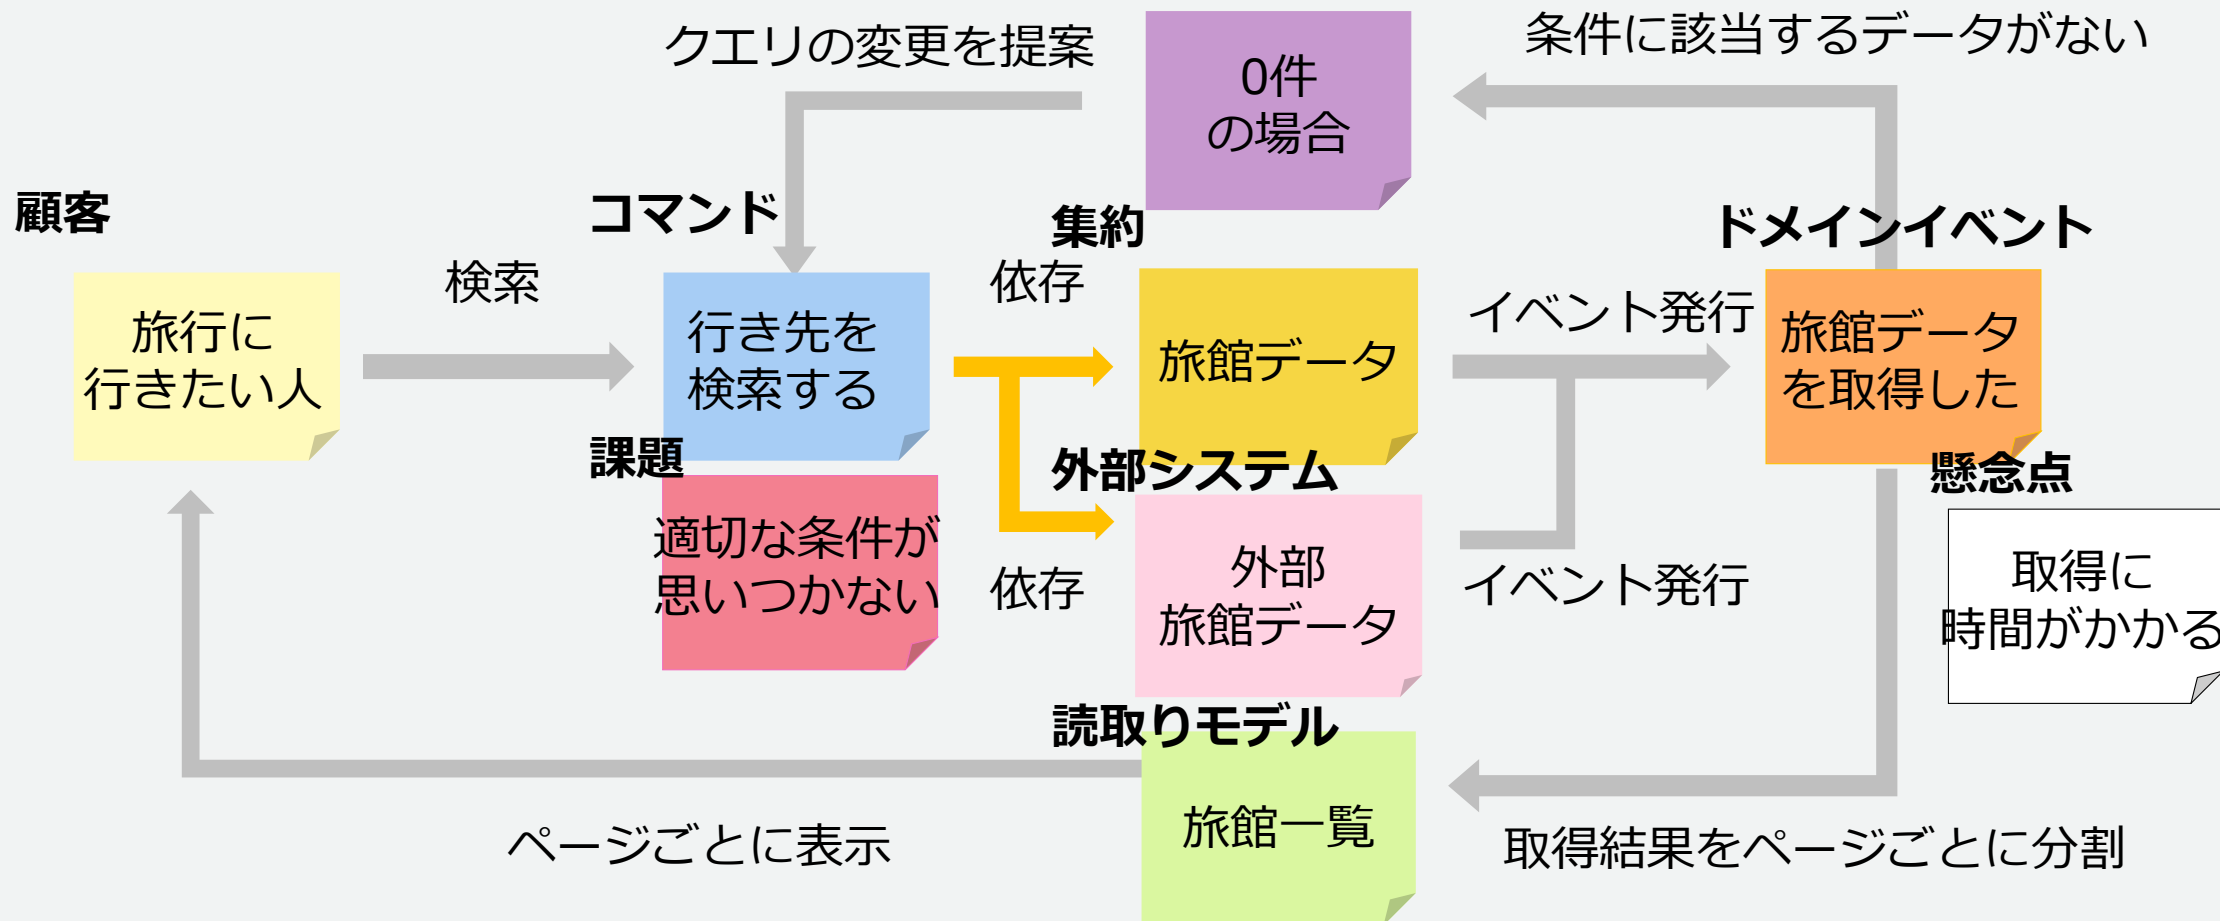 クエリの変更を提案
0件
の場合
条件に該当するデータがない
顧客
コマンド
集約
ドメインイベント
検索
依存
イベント発行
旅行に
行きたい人
行き先を
検索する
旅館データ
旅館データ
を取得した
課題
外部システム
懸念点
適切な条件が
思いつかない
依存
外部
旅館データ
イベント発行
取得に
時間がかかる
読取りモデル
旅館一覧
ページごとに表示
取得結果をページごとに分割